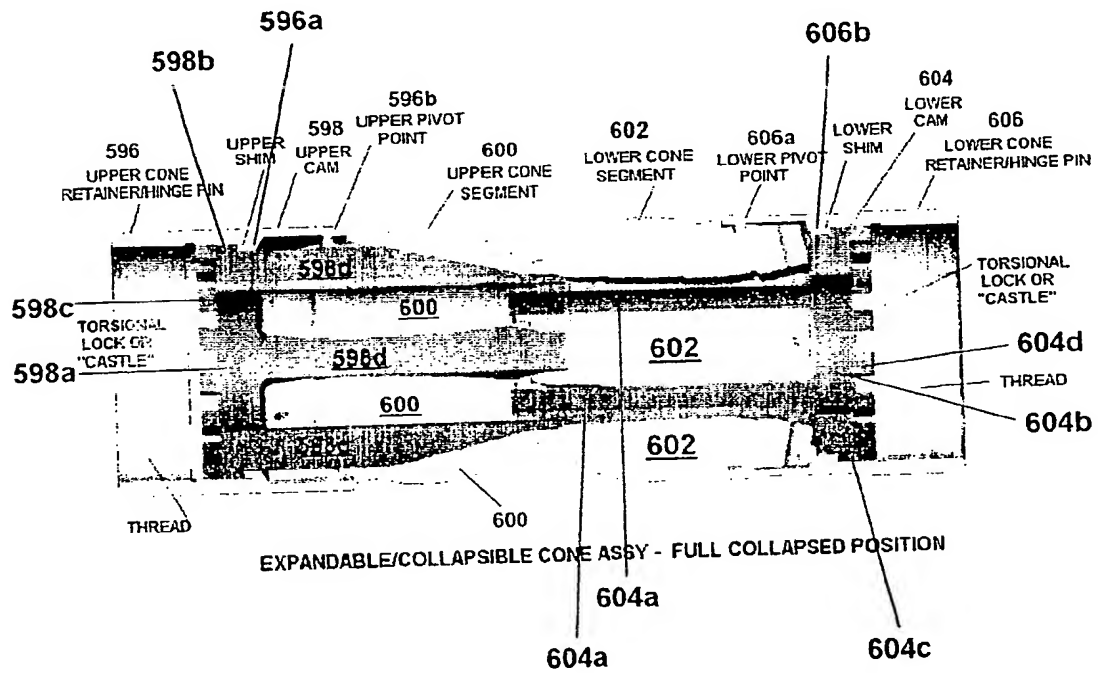 596a
598b
606b
604
LOWER
CAM
596b
UPPER PIVOT
POINT
598
UPPER
CAM
UPPER
SHIM
596
UPPER CONE
RETAINER/HINGE PIN
600
UPPER CONE
SEGMENT
602
LOWER CONE
SEGMENT
606a
LOWER PIVOT
POINT
LOWER
SHIM
606
LOWER CONE
RETAINER/HINGE PIN
598d
598c
600
TORSIONAL
LOCK OR
"CASTLE"
TORSIONAL
LOCK OR
"CASTLE"
598d
602
604d
598a
THREAD
600
604b
598d
602
THREAD
600
EXPANDABLE/COLLAPSIBLE CONE ASSY - FULL COLLAPSED POSITION
604a
604a
604c